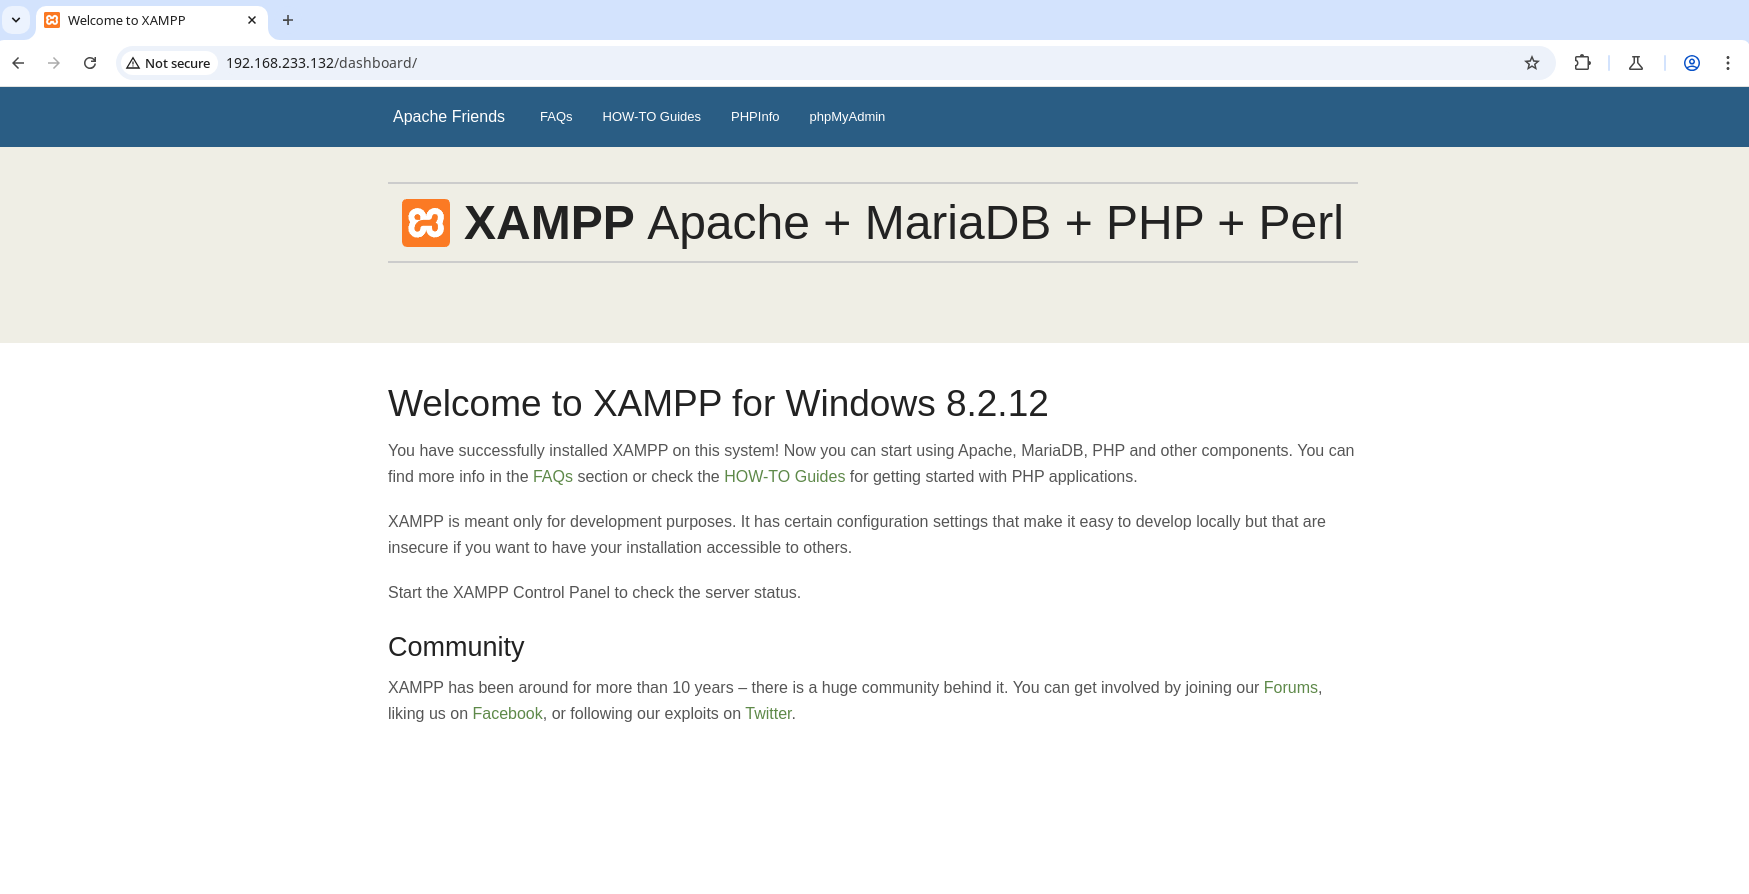 Welcome to XAMPP
Not secure 192.168.233.132/dashboard/
Apache Friends FAQs HOW-TO Guides PHPInfo phpMyAdmin
XAMPP Apache + MariaDB + PHP + Perl
Welcome to XAMPP for Windows 8.2.12
You have successfully installed XAMPP on this system! Now you can start using Apache, MariaDB, PHP and other components. You can
find more info in the FAQs section or check the HOW-TO Guides for getting started with PHP applications.
XAMPP is meant only for development purposes. It has certain configuration settings that make it easy to develop locally but that are
insecure if you want to have your installation accessible to others.
Start the XAMPP Control Panel to check the server status.
Community
XAMPP has been around for more than 10 years – there is a huge community behind it. You can get involved by joining our Forums,
liking us on Facebook, or following our exploits on Twitter.